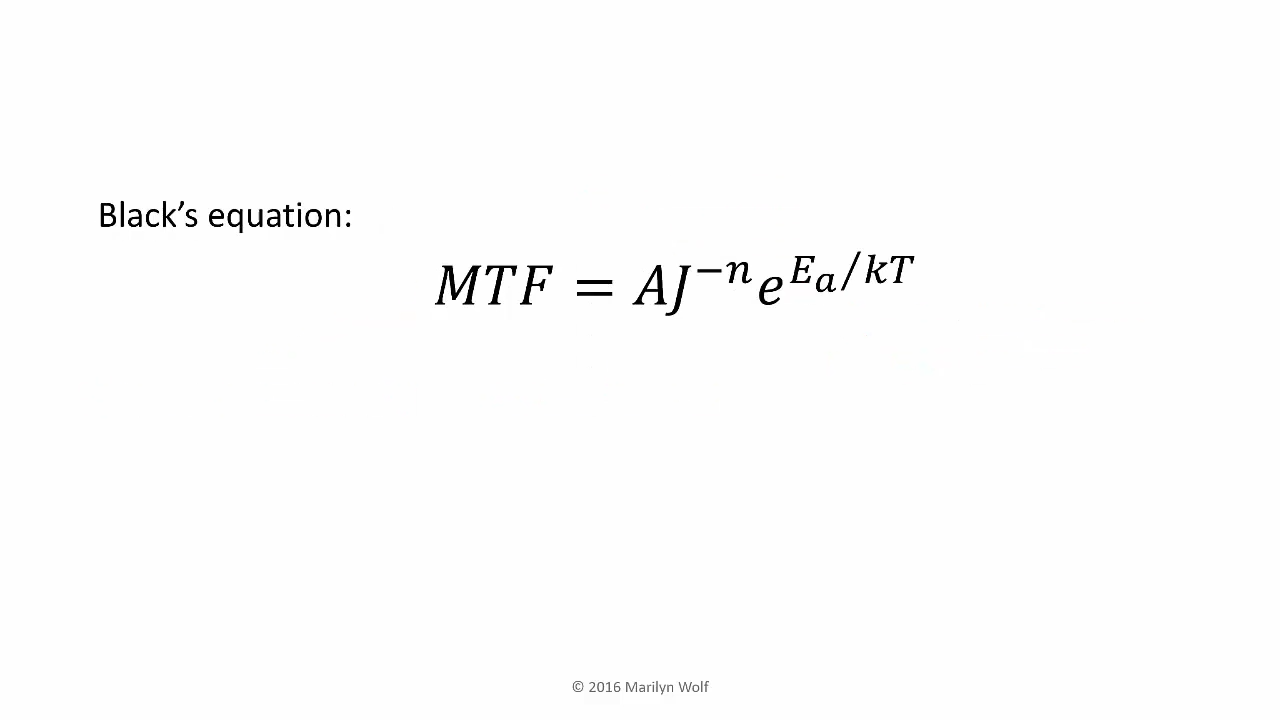 Black’s equation:
MTF = AJ^{-n}e^{E_a/kT}
© 2016 Marilyn Wolf